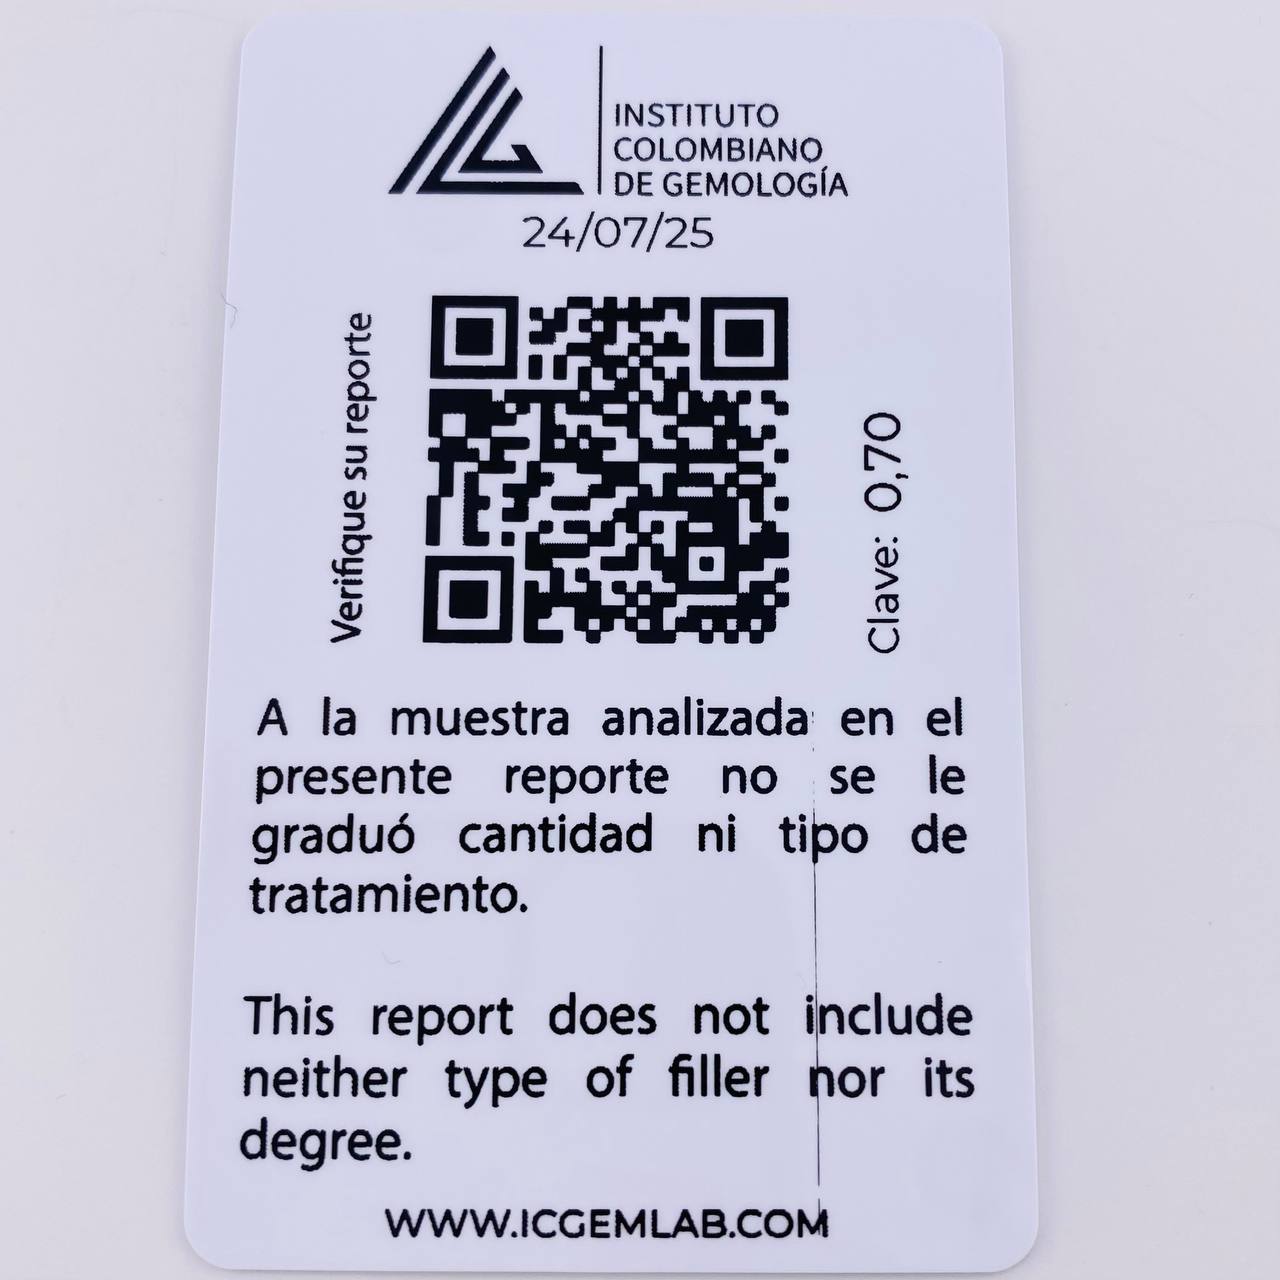 INSTITUTO
COLOMBIANO
DE GEMOLOGÍA
24/07/25
Verifique su reporte
Clave: 0,70
A la muestra analizada en el
presente reporte no se le
graduó cantidad ni tipo de
tratamiento.
This report does not include
neither type of filler nor its
degree.
WWW.ICGEMLAB.COM